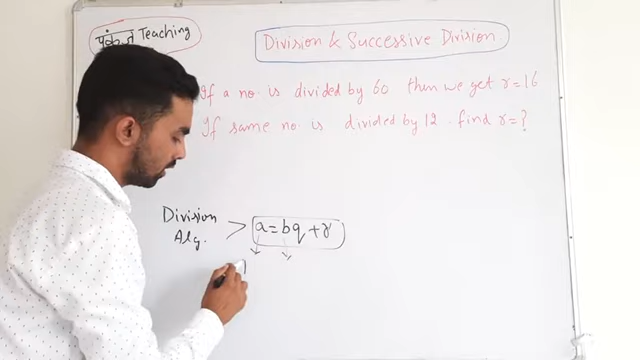 Teaching
Division & Successive Division
If a no. is divided by 60 then we get r=16
If same no. is divided by 12. find r=?
Division
Alg.
> a=bq+r